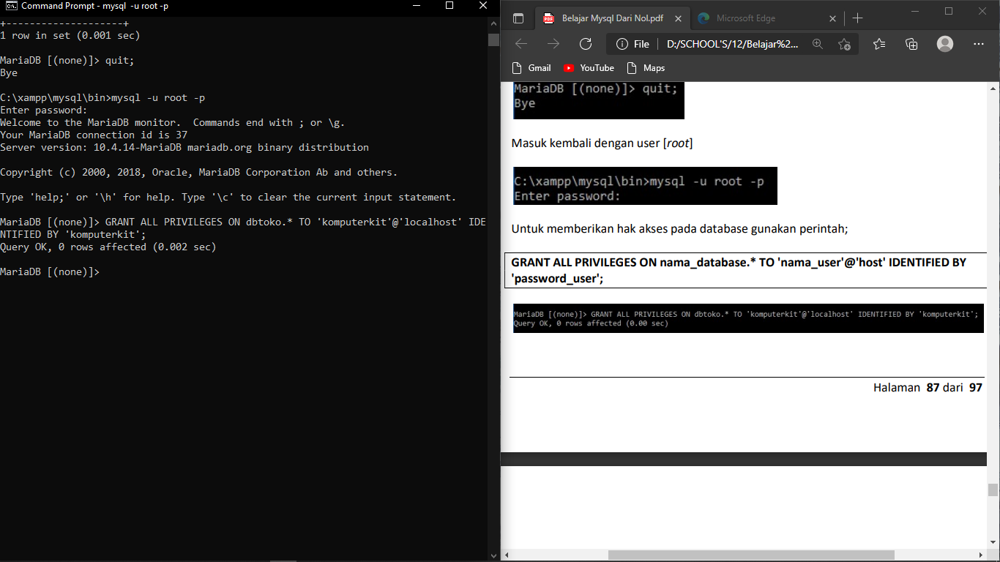 Command Prompt - mysql -u root -p
+--------------------+
1 row in set (0.001 sec)
MariaDB [(none)]> quit;
Bye
C:\xampp\mysql\bin>mysql -u root -p
Enter password:
Welcome to the MariaDB monitor.  Commands end with ; or \g.
Your MariaDB connection id is 37
Server version: 10.4.14-MariaDB mariadb.org binary distribution
Copyright (c) 2000, 2018, Oracle, MariaDB Corporation Ab and others.
Type 'help;' or '\h' for help. Type '\c' to clear the current input statement.
MariaDB [(none)]> GRANT ALL PRIVILEGES ON dbtoko.* TO 'komputerkit'@'localhost' IDE
NTIFIED BY 'komputerkit';
Query OK, 0 rows affected (0.002 sec)
MariaDB [(none)]>
Belajar Mysql Dari Nol.pdf
Microsoft Edge
File
D:/SCHOOL'S/12/Belajar%2...
Gmail
YouTube
Maps
MariaDB [(none)]> quit;
Bye
Masuk kembali dengan user [root]
C:\xampp\mysql\bin>mysql -u root -p
Enter password:
Untuk memberikan hak akses pada database gunakan perintah;
GRANT ALL PRIVILEGES ON nama_database.* TO 'nama_user'@'host' IDENTIFIED BY
'password_user';
MariaDB [(none)]> GRANT ALL PRIVILEGES ON dbtoko.* TO 'komputerkit'@'localhost' IDENTIFIED BY 'komputerkit';
Query OK, 0 rows affected (0.00 sec)
Halaman 87 dari 97